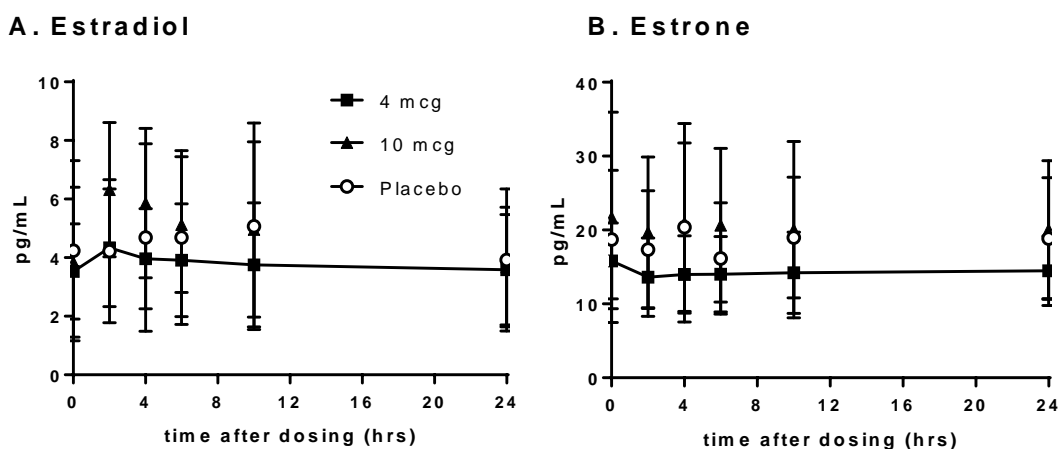 A. Estradiol
10
8
6
4
2
0
pg/mL
0 4 8 12 16 20 24
time after dosing (hrs)
4 mcg
10 mcg
Placebo
B. Estrone
40
30
20
10
0
pg/mL
0 4 8 12 16 20 24
time after dosing (hrs)